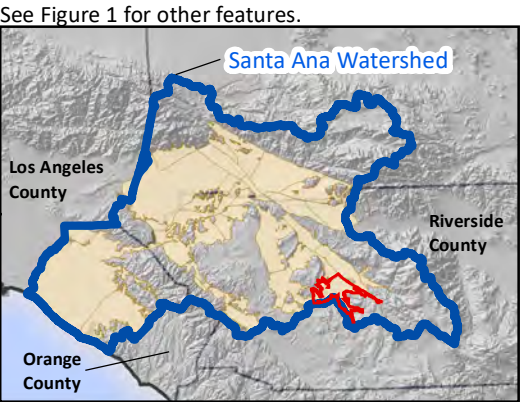 See Figure 1 for other features.
Santa Ana Watershed
Los Angeles
County
Riverside
County
Orange
County